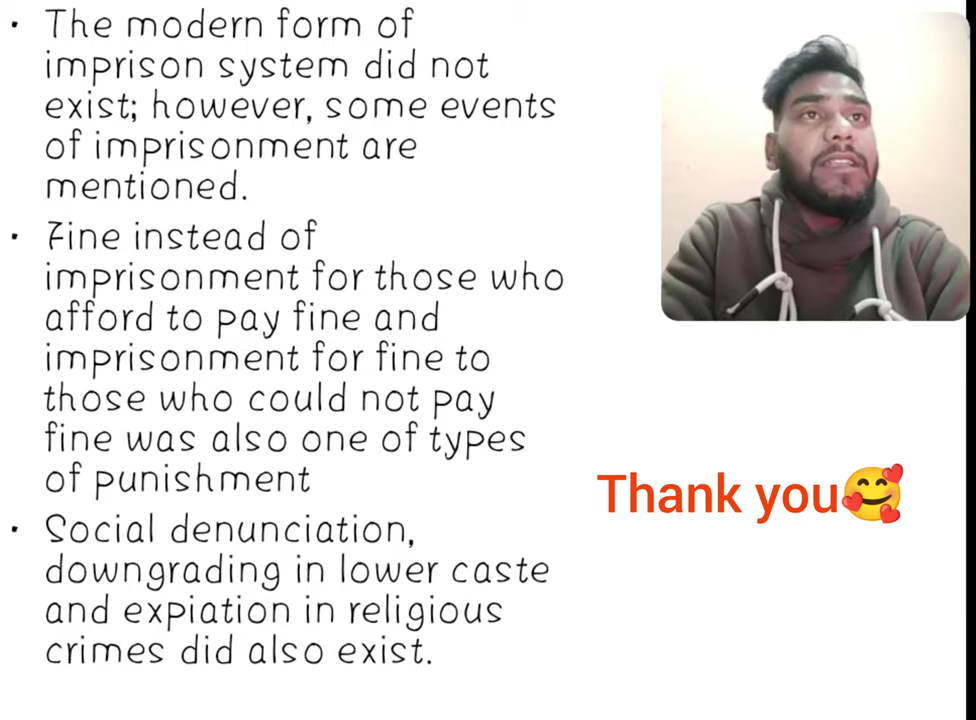 • The modern form of
imprison system did not
exist; however, some events
of imprisonment are
mentioned.
• Fine instead of
imprisonment for those who
afford to pay fine and
imprisonment for fine to
those who could not pay
fine was also one of types
of punishment
• Social denunciation,
downgrading in lower caste
and expiation in religious
crimes did also exist.
Thank you🥰